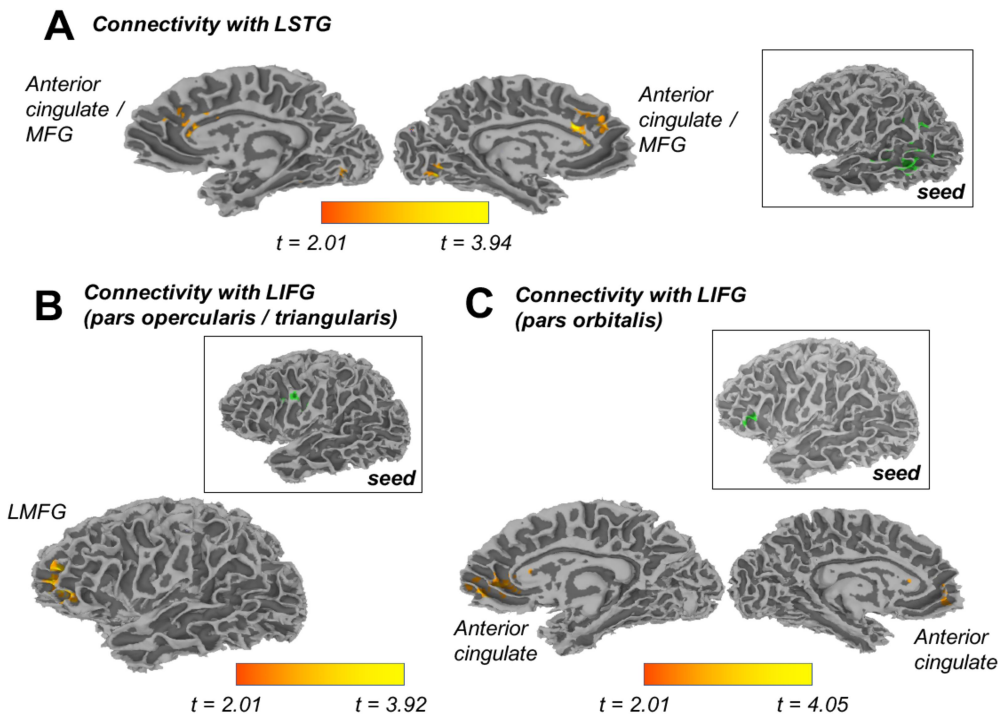 A Connectivity with LSTG
Anterior
cingulate /
MFG
Anterior
cingulate /
MFG
seed
t = 2.01
t = 3.94
B Connectivity with LIFG
(pars opercularis / triangularis)
seed
LMFG
t = 2.01
t = 3.92
C Connectivity with LIFG
(pars orbitalis)
seed
Anterior
cingulate
Anterior
cingulate
t = 2.01
t = 4.05